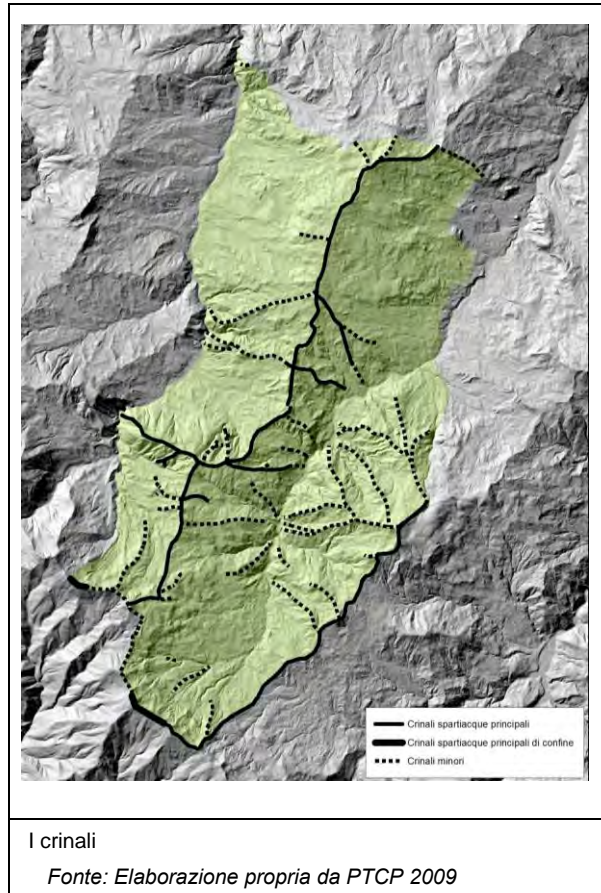 Crinali spartiacque principali
Crinali spartiacque principali di confine
Crinali minori
I crinali
Fonte: Elaborazione propria da PTCP 2009